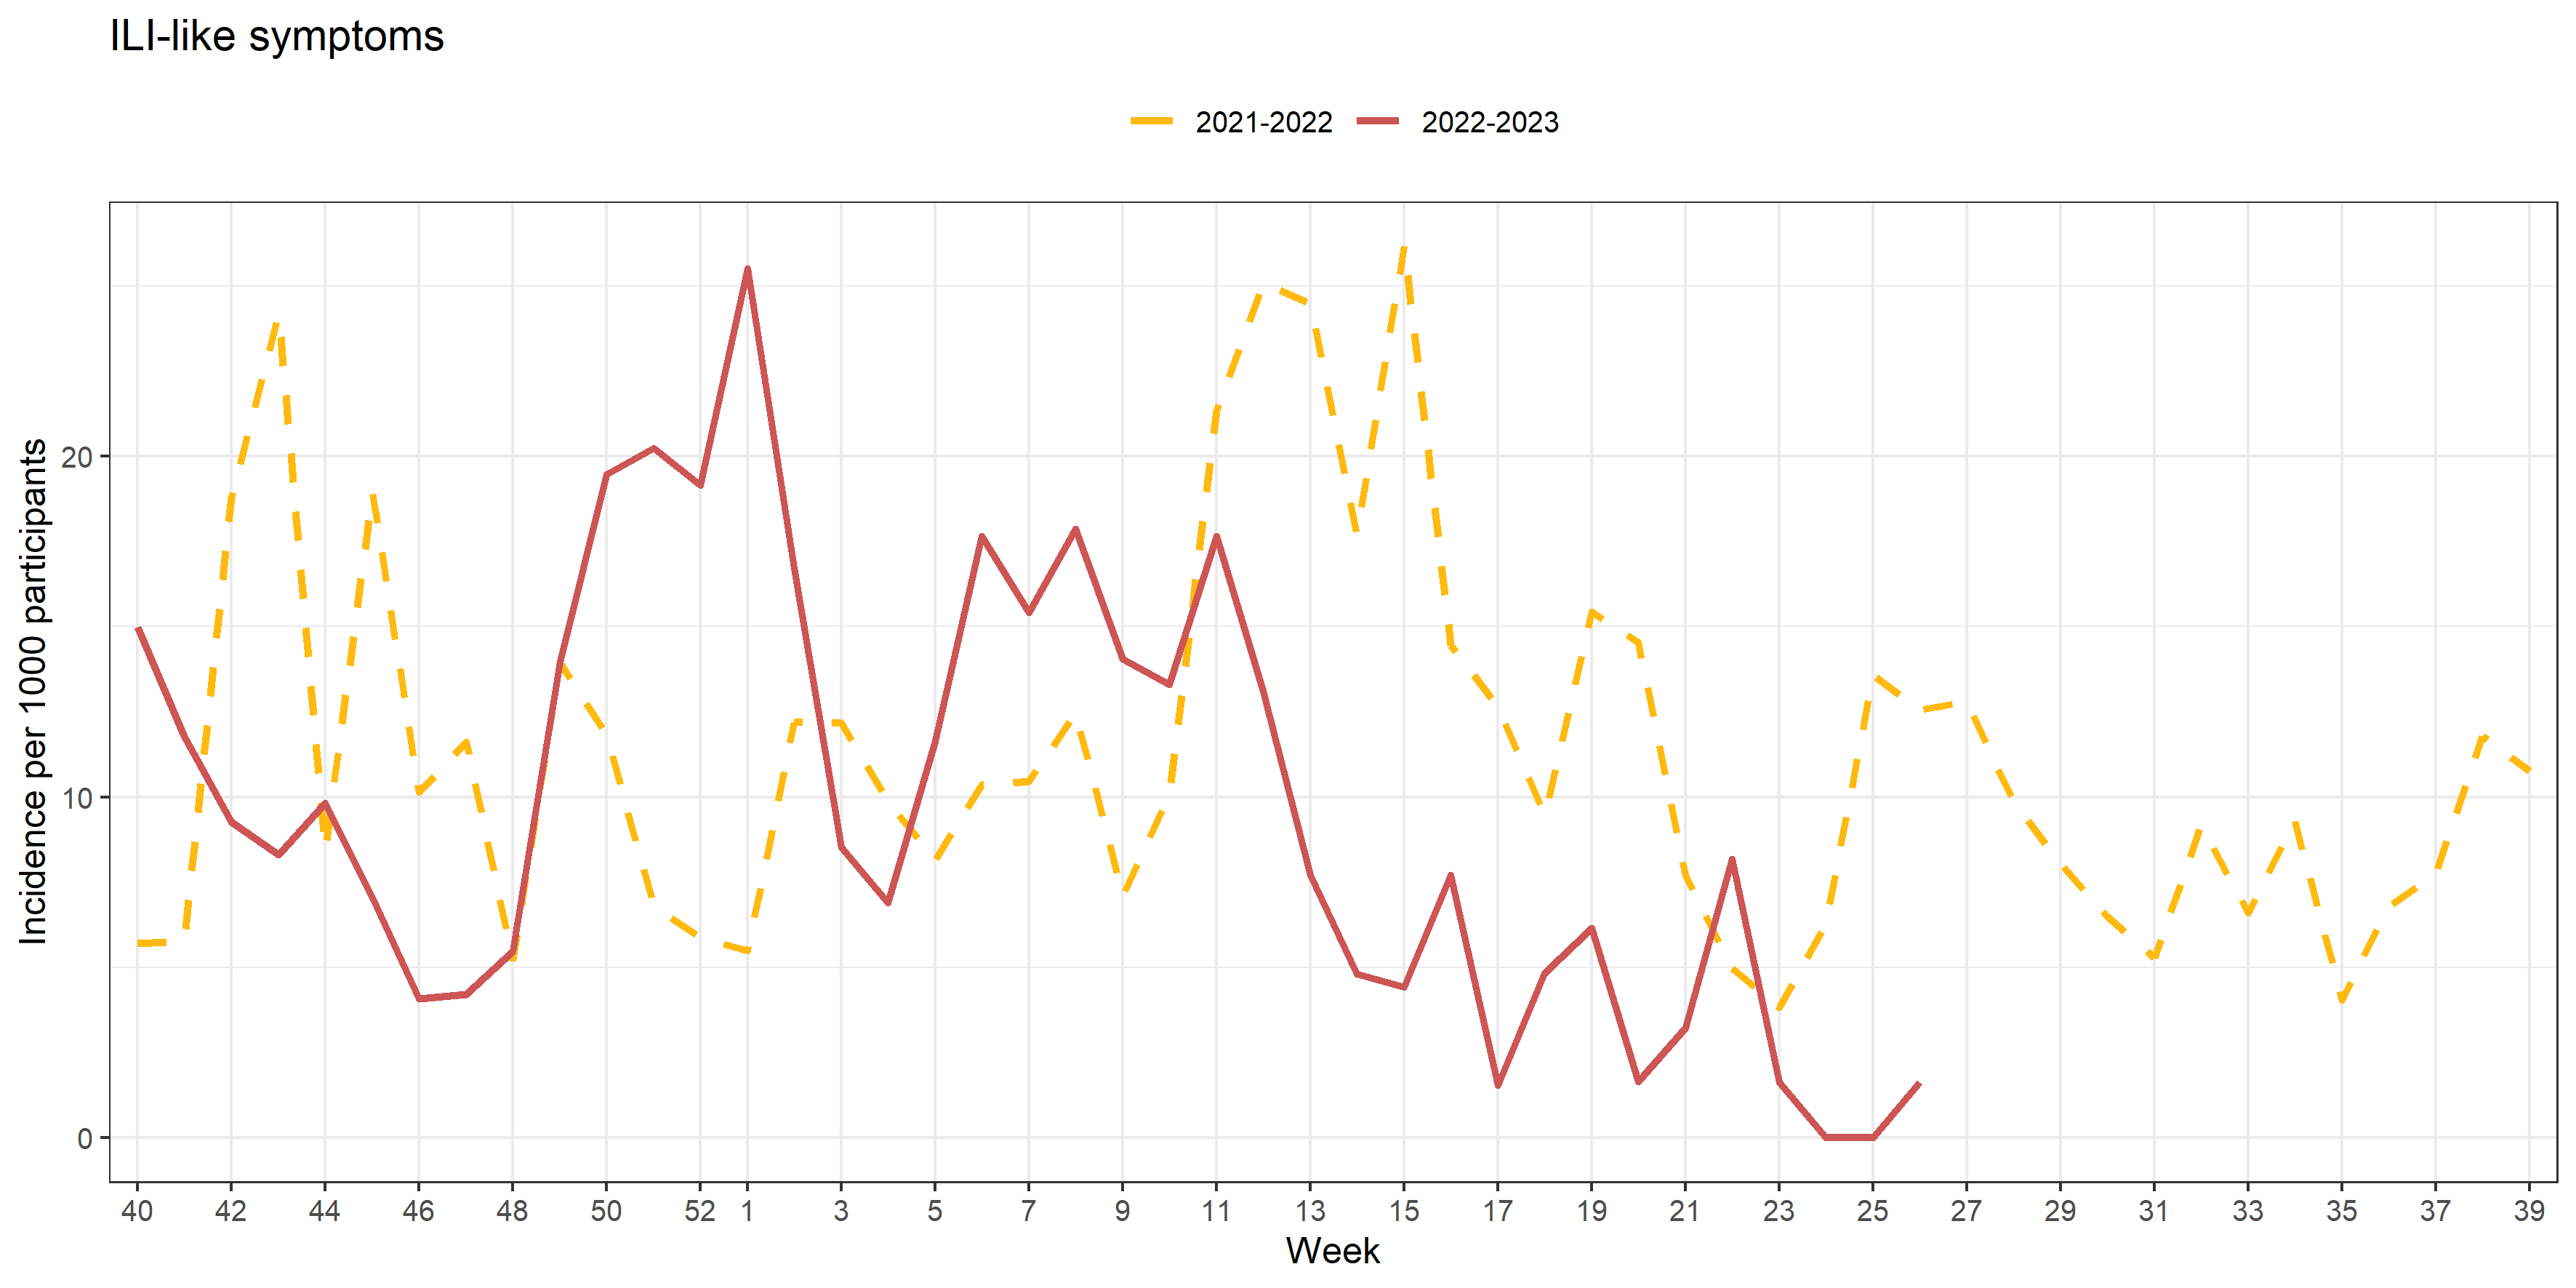 ILI-like symptoms
2021-2022 2022-2023
Incidence per 1000 participants
20
10
0
40 42 44 46 48 50 52 1 3 5 7 9 11 13 15 17 19 21 23 25 27 29 31 33 35 37 39
Week